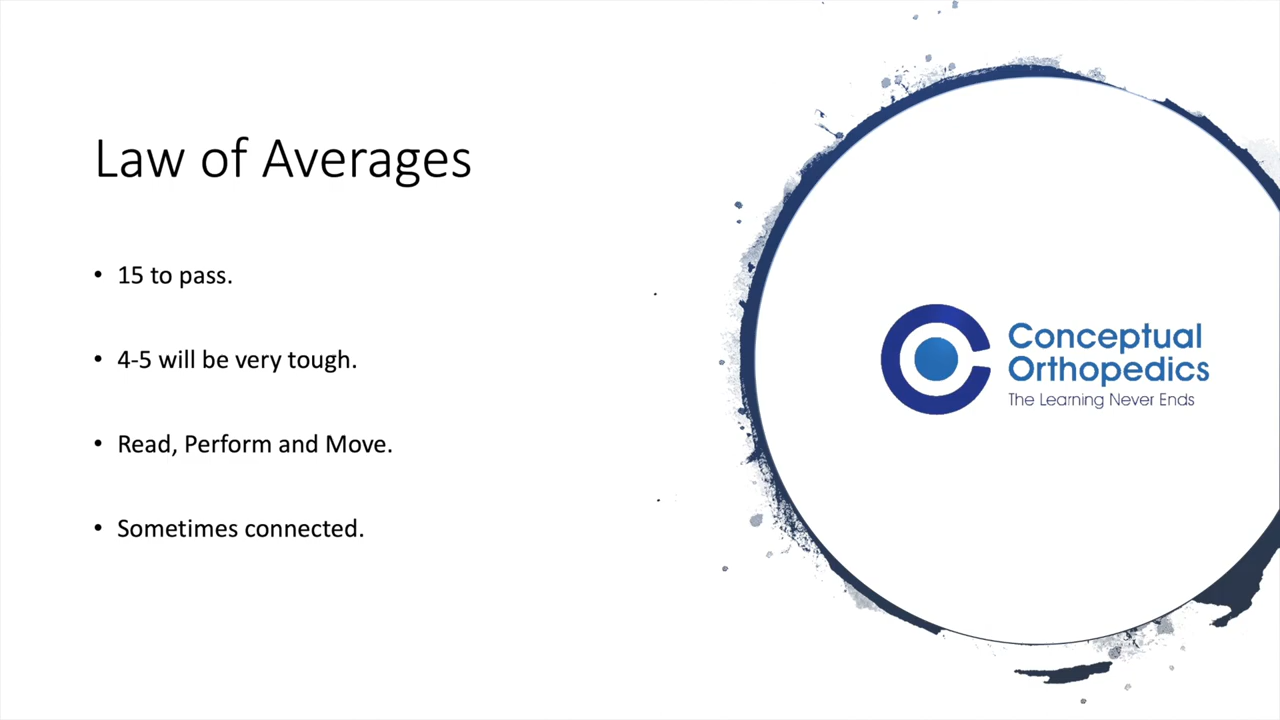 Law of Averages
• 15 to pass.
• 4-5 will be very tough.
• Read, Perform and Move.
• Sometimes connected.
Conceptual
Orthopedics
The Learning Never Ends